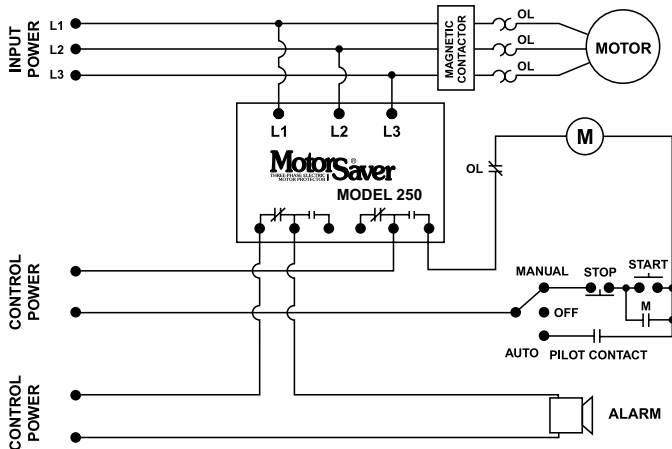 INPUT POWER
L1
L2
L3
MAGNETIC CONTACTOR
OL
OL
OL
MOTOR
L1 L2 L3
MotorSaver®
THREE-PHASE ELECTRIC
MOTOR PROTECTOR
MODEL 250
OL
M
CONTROL POWER
MANUAL STOP START
OFF
M
AUTO PILOT CONTACT
CONTROL POWER
ALARM